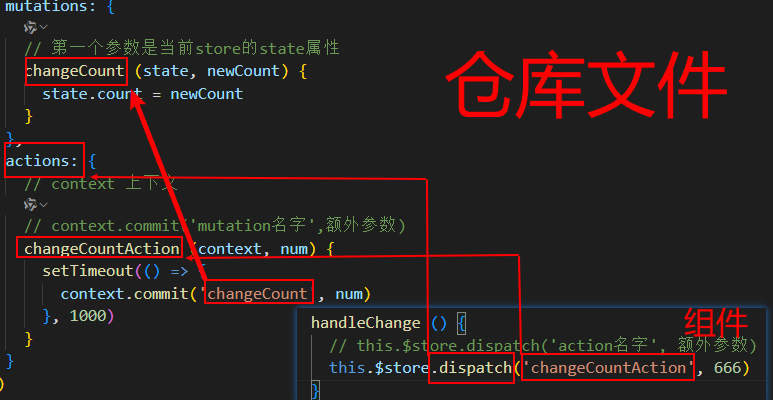 mutations: {
// 第一个参数是当前store的state属性
changeCount (state, newCount) {
state.count = newCount
}
},
actions: {
// context 上下文
// context.commit('mutation名字',额外参数)
changeCountAction (context, num) {
setTimeout(() => {
context.commit('changeCount', num)
}, 1000)
}
}
)
仓库文件
组件
handleChange () {
// this.$store.dispatch('action名字', 额外参数)
this.$store.dispatch('changeCountAction', 666)
}